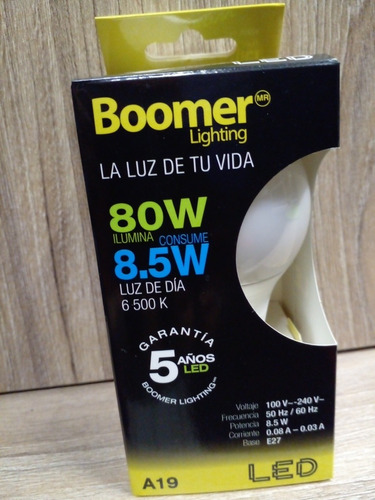 LED
Boomer MR
Lighting
LA LUZ DE TU VIDA
80W
ILUMINA CONSUME
8.5W
LUZ DE DÍA
6 500 K
GARANTÍA
5 AÑOS
LED
BOOMER LIGHTING
Voltaje 100 V~-240 V~
Frecuencia 50 Hz / 60 Hz
Potencia 8.5 W
Corriente 0.08 A – 0.03 A
Base E27
A19
LED